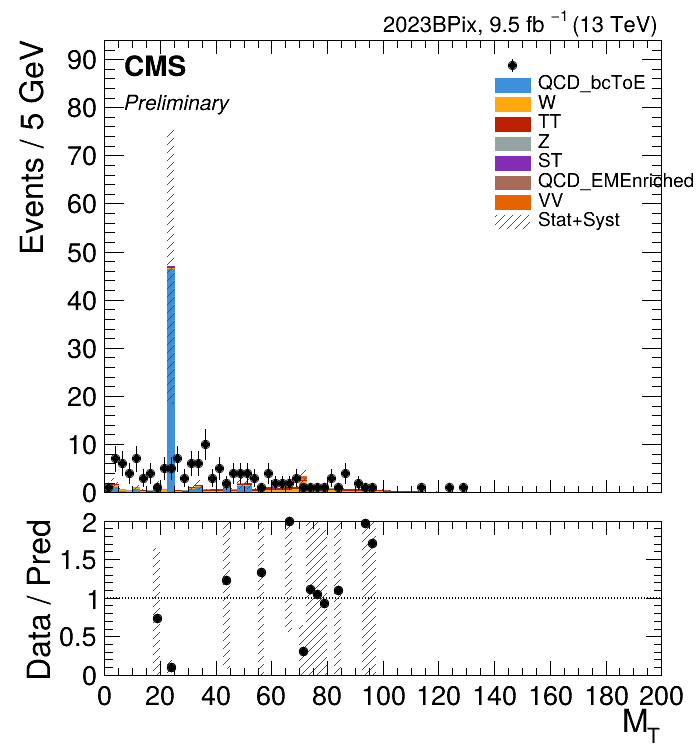 2023BPix, 9.5 fb⁻¹ (13 TeV)
CMS
Preliminary
QCD_bcToE
W
TT
Z
ST
QCD_EMEnriched
VV
Stat+Syst
Events / 5 GeV
90
80
70
60
50
40
30
20
10
0
Data / Pred
2
1.5
1
0.5
0
0 20 40 60 80 100 120 140 160 180 200
M_T